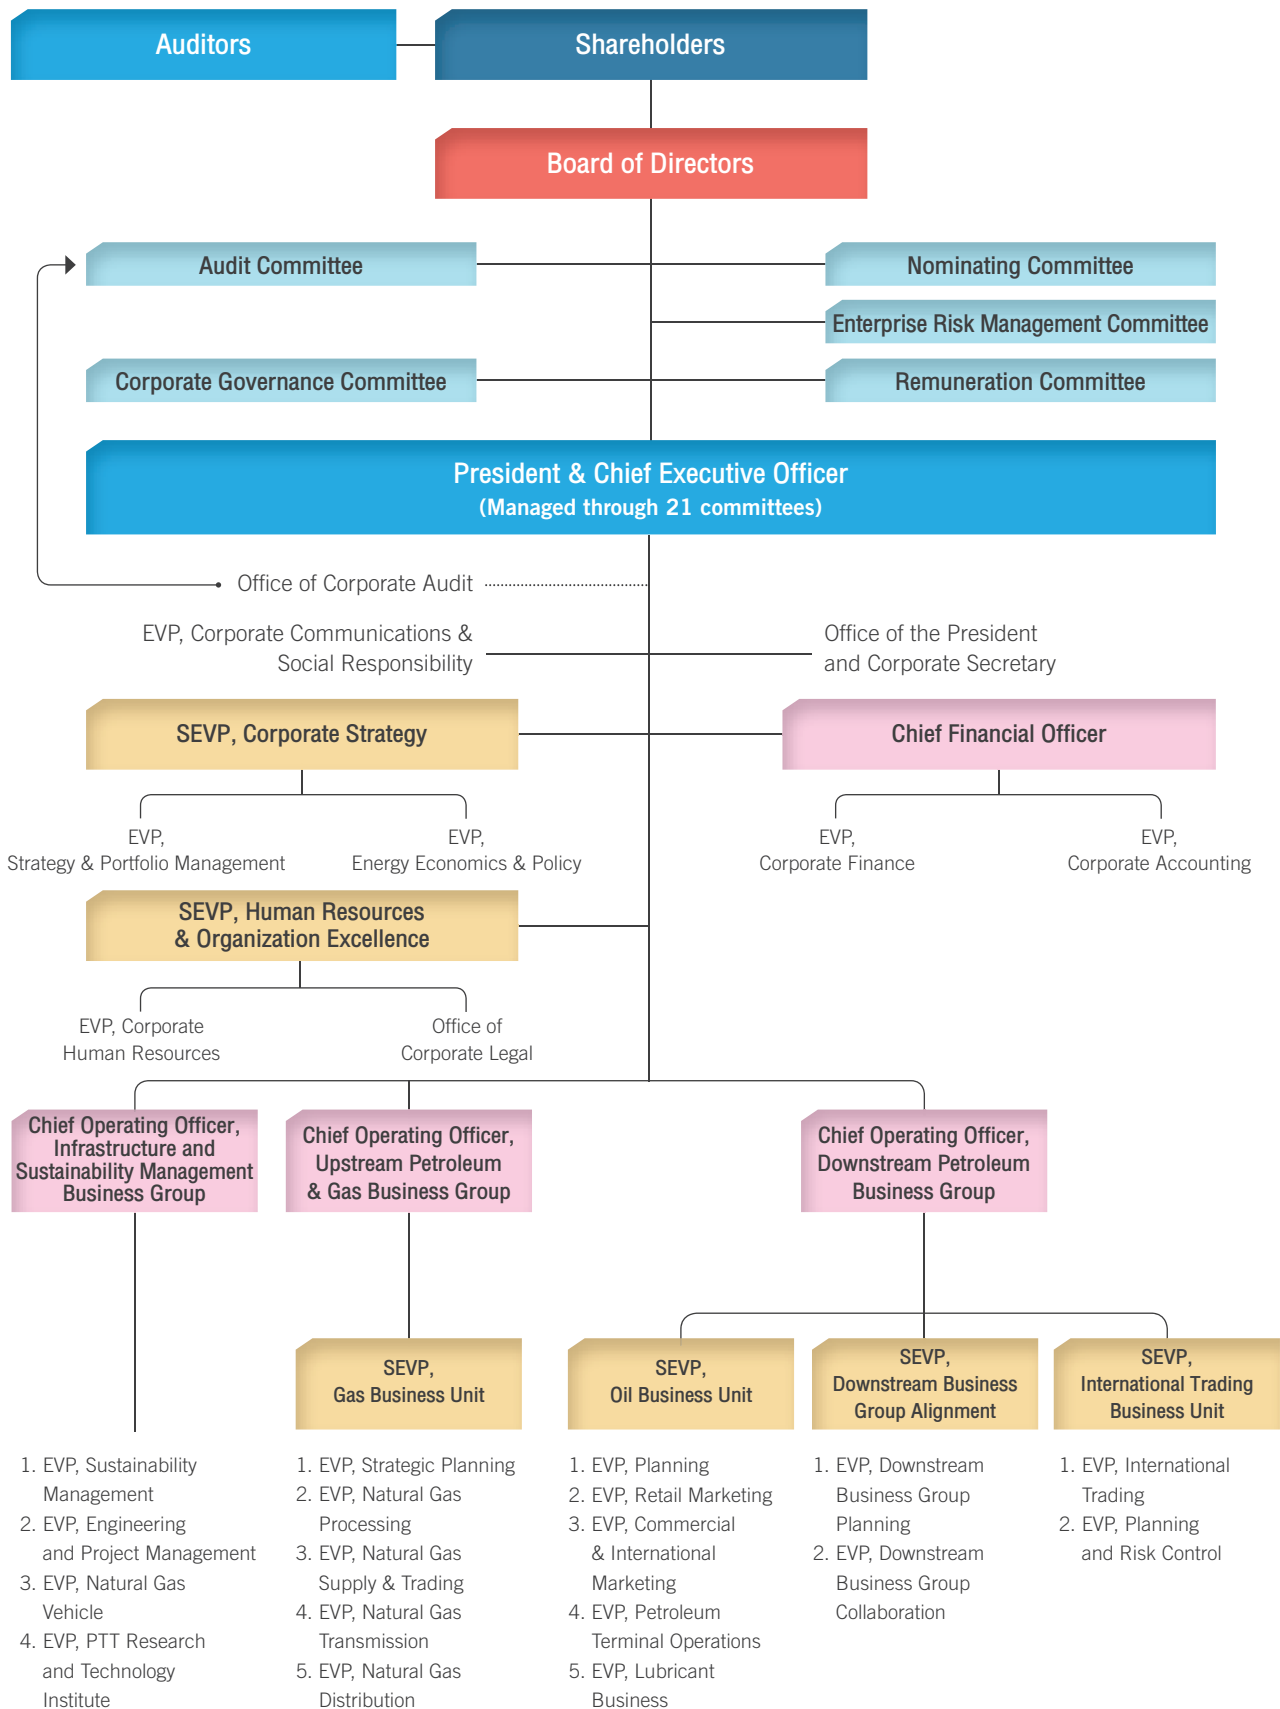 Auditors
Shareholders
Board of Directors
Audit Committee
Nominating Committee
Enterprise Risk Management Committee
Corporate Governance Committee
Remuneration Committee
President & Chief Executive Officer
(Managed through 21 committees)
Office of Corporate Audit
EVP, Corporate Communications &
Social Responsibility
Office of the President
and Corporate Secretary
SEVP, Corporate Strategy
Chief Financial Officer
EVP,
Strategy & Portfolio Management
EVP,
Energy Economics & Policy
EVP,
Corporate Finance
EVP,
Corporate Accounting
SEVP, Human Resources
& Organization Excellence
EVP, Corporate
Human Resources
Office of
Corporate Legal
Chief Operating Officer,
Infrastructure and
Sustainability Management
Business Group
Chief Operating Officer,
Upstream Petroleum
& Gas Business Group
Chief Operating Officer,
Downstream Petroleum
Business Group
SEVP,
Gas Business Unit
SEVP,
Oil Business Unit
SEVP,
Downstream Business
Group Alignment
SEVP,
International Trading
Business Unit
1. EVP, Sustainability
Management
2. EVP, Engineering
and Project Management
3. EVP, Natural Gas
Vehicle
4. EVP, PTT Research
and Technology
Institute
1. EVP, Strategic Planning
2. EVP, Natural Gas
Processing
3. EVP, Natural Gas
Supply & Trading
4. EVP, Natural Gas
Transmission
5. EVP, Natural Gas
Distribution
1. EVP, Planning
2. EVP, Retail Marketing
3. EVP, Commercial
& International
Marketing
4. EVP, Petroleum
Terminal Operations
5. EVP, Lubricant
Business
1. EVP, Downstream
Business Group
Planning
2. EVP, Downstream
Business Group
Collaboration
1. EVP, International
Trading
2. EVP, Planning
and Risk Control